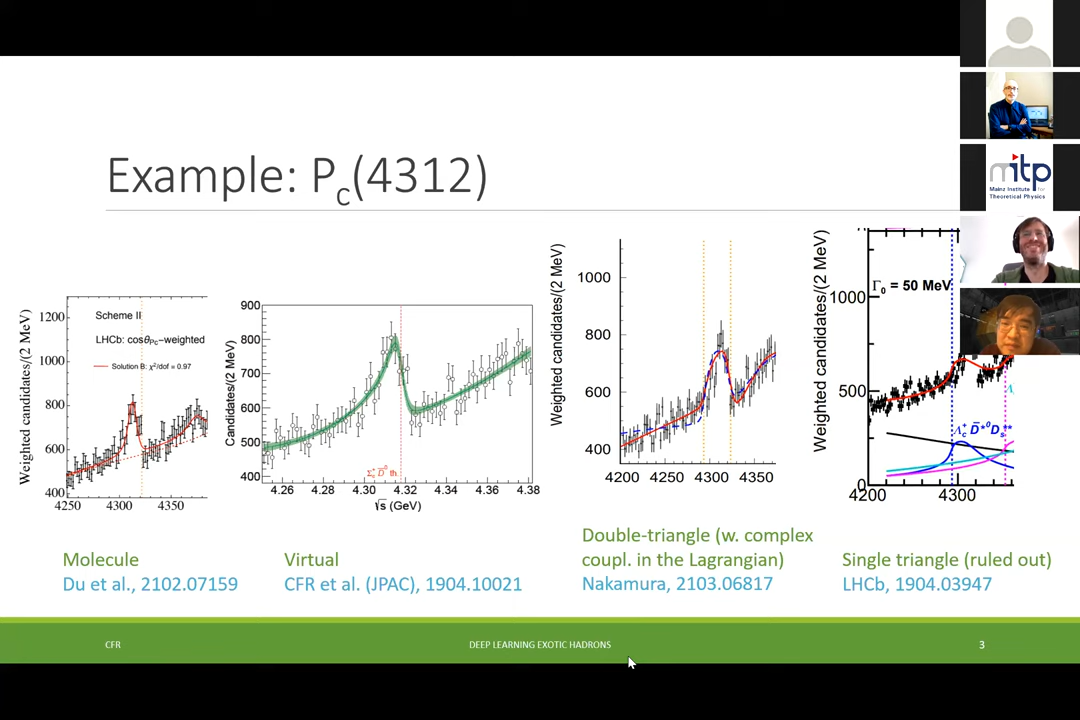 Example: Pc(4312)
mitp
Mainz Institute for
Theoretical Physics
Weighted candidates/(2 MeV)
1200
1000
800
600
400
4250
4300
4350
Scheme II
LHCb: cosθPc-weighted
Solution B: χ²/dof = 0.97
Candidates/(2 MeV)
900
800
700
600
500
400
4.26
4.28
4.30
4.32
4.34
4.36
4.38
√s (GeV)
Σc+ D̄0 th
Weighted candidates/(2 MeV)
1000
800
600
400
4200
4250
4300
4350
Weighted candidates/(2 MeV)
Γ0 = 50 MeV
1000
500
0
4200
4300
Λc+ D̄*0 Ds**
Molecule
Du et al., 2102.07159
Virtual
CFR et al. (JPAC), 1904.10021
Double-triangle (w. complex
coupl. in the Lagrangian)
Nakamura, 2103.06817
Single triangle (ruled out)
LHCb, 1904.03947
CFR
DEEP LEARNING EXOTIC HADRONS
3